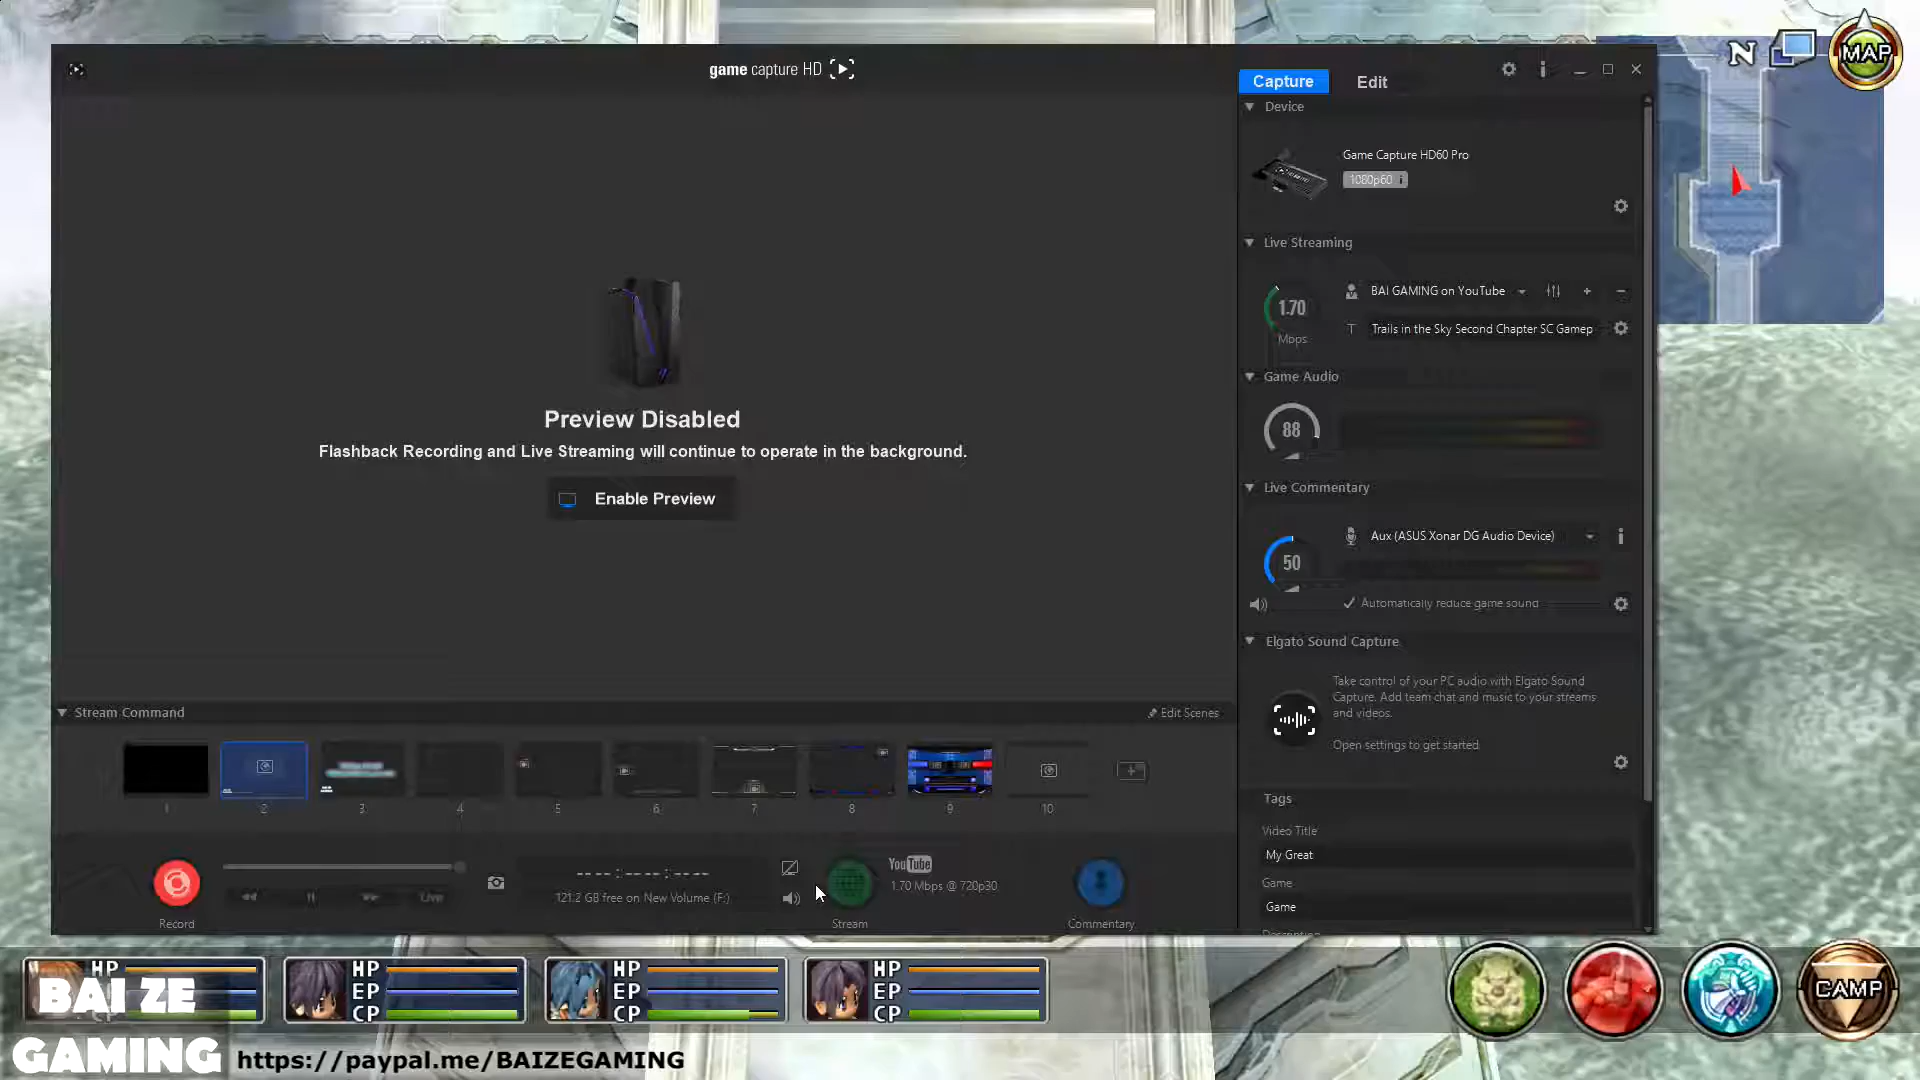 game capture HD
Capture
Edit
Device
Game Capture HD60 Pro
1080p60 i
Live Streaming
1.70
Mbps
BAI GAMING on YouTube
T
Trails in the Sky Second Chapter SC Gamep
Game Audio
88
Live Commentary
Aux (ASUS Xonar DG Audio Device)
50
Automatically reduce game sound
Elgato Sound Capture
Take control of your PC audio with Elgato Sound
Capture. Add team chat and music to your streams
and videos.
Open settings to get started
Tags
Video Title
My Great
Game
Game
Description
Preview Disabled
Flashback Recording and Live Streaming will continue to operate in the background.
Enable Preview
Stream Command
Edit Scenes
1
2
3
4
5
6
7
8
9
10
Record
Live
--:--:--
121.2 GB free on New Volume (F:)
Stream
YouTube
1.70 Mbps @ 720p30
Commentary
N
MAP
HP
HP
EP
CP
HP
EP
CP
HP
EP
CP
CAMP
BAI ZE
GAMING
https://paypal.me/BAIZEGAMING